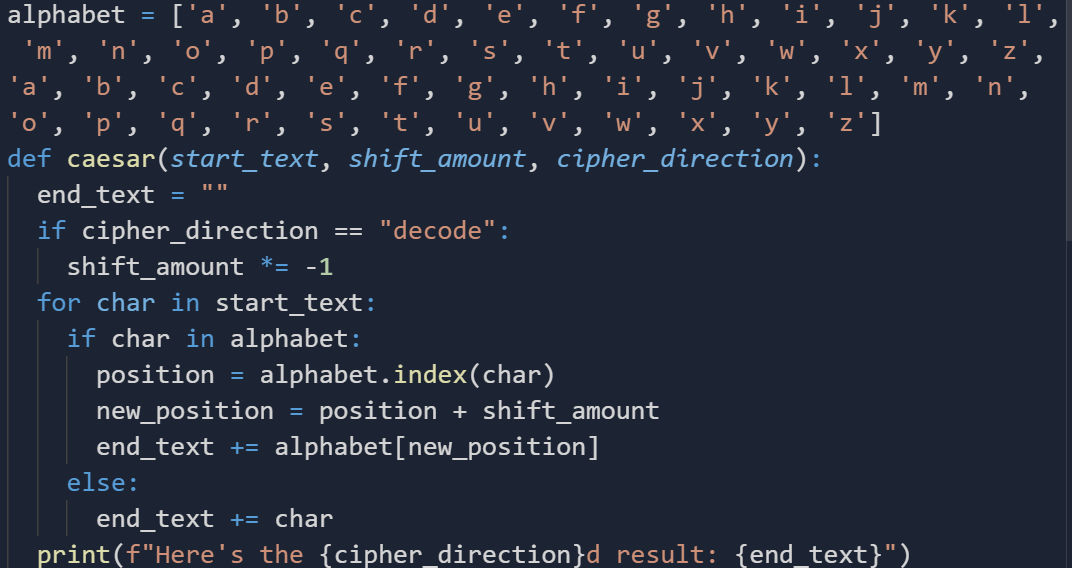 alphabet = ['a', 'b', 'c', 'd', 'e', 'f', 'g', 'h', 'i', 'j', 'k', 'l',
 'm', 'n', 'o', 'p', 'q', 'r', 's', 't', 'u', 'v', 'w', 'x', 'y', 'z',
'a', 'b', 'c', 'd', 'e', 'f', 'g', 'h', 'i', 'j', 'k', 'l', 'm', 'n',
'o', 'p', 'q', 'r', 's', 't', 'u', 'v', 'w', 'x', 'y', 'z']
def caesar(start_text, shift_amount, cipher_direction):
  end_text = ""
  if cipher_direction == "decode":
    shift_amount *= -1
  for char in start_text:
    if char in alphabet:
      position = alphabet.index(char)
      new_position = position + shift_amount
      end_text += alphabet[new_position]
    else:
      end_text += char
  print(f"Here's the {cipher_direction}d result: {end_text}")